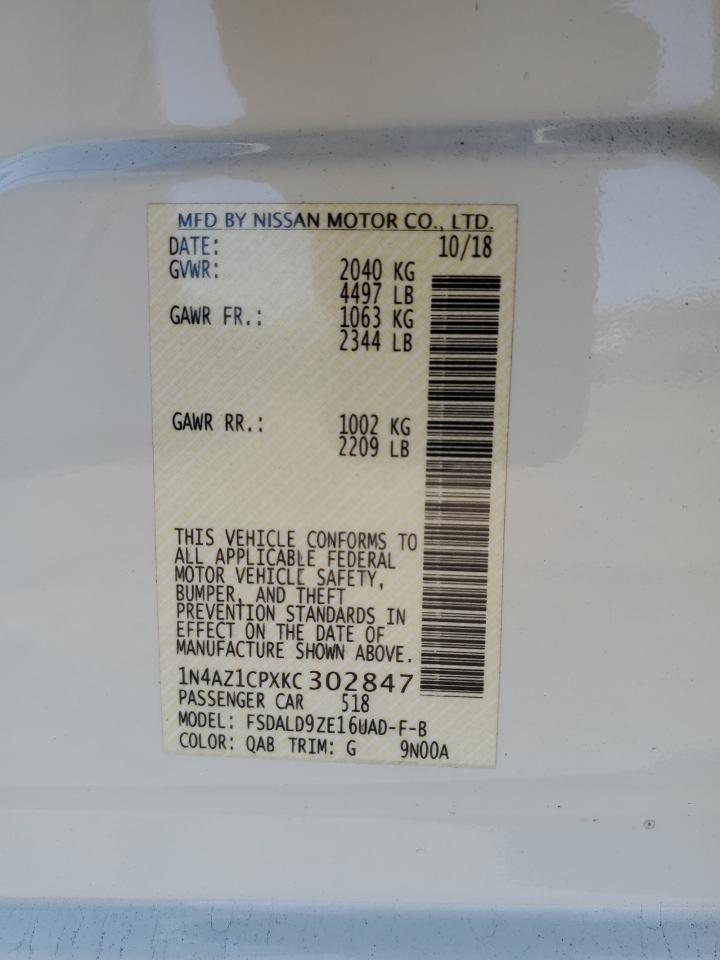 MFD BY NISSAN MOTOR CO., LTD.
DATE: 10/18
GVWR: 2040 KG
4497 LB
GAWR FR.: 1063 KG
2344 LB
GAWR RR.: 1002 KG
2209 LB
THIS VEHICLE CONFORMS TO
ALL APPLICABLE FEDERAL
MOTOR VEHICLE SAFETY,
BUMPER, AND THEFT
PREVENTION STANDARDS IN
EFFECT ON THE DATE OF
MANUFACTURE SHOWN ABOVE.
1N4AZ1CPXKC302847
PASSENGER CAR 518
MODEL: FSDALD9ZE16UAD-F-B
COLOR: QAB TRIM: G 9N00A